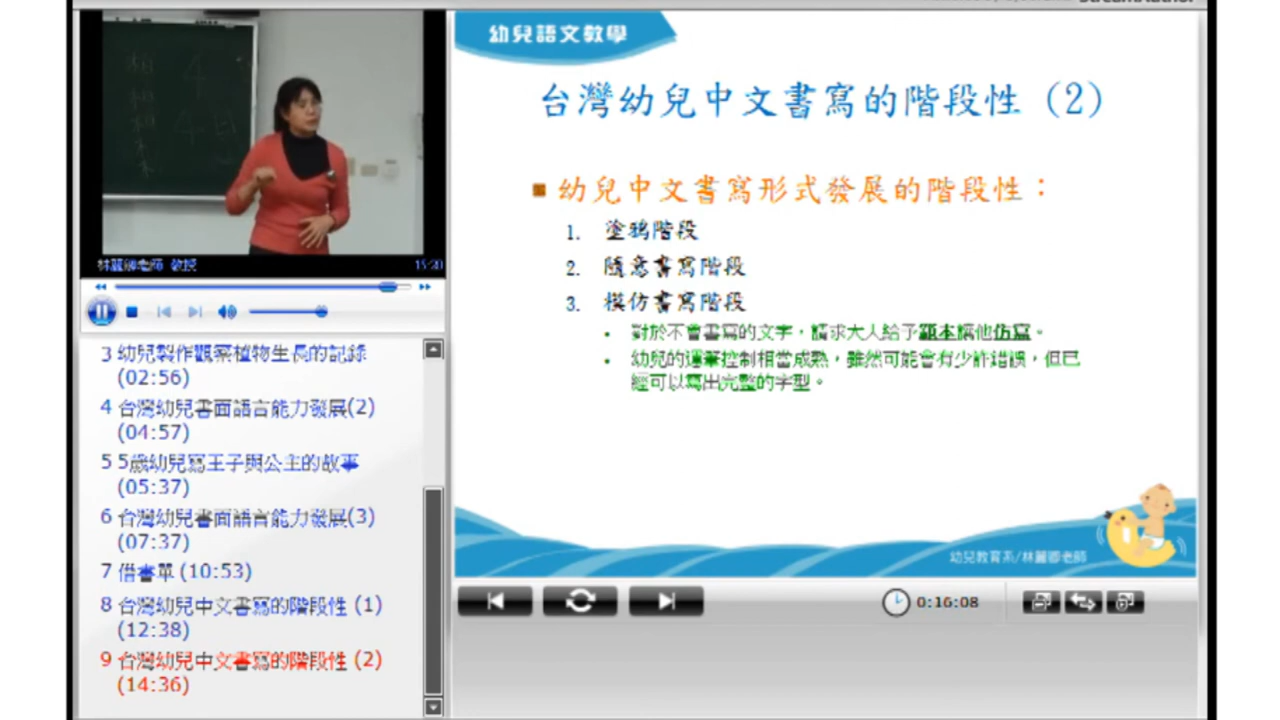 幼兒語文教學
台灣幼兒中文書寫的階段性 (2)
■ 幼兒中文書寫形式發展的階段性：
1. 塗鴉階段
2. 隨意書寫階段
3. 模仿書寫階段
• 對於不會書寫的文字，請求大人給予範本讓他仿寫。
• 幼兒的運筆控制相當成熟，雖然可能會有少許錯誤，但已
經可以寫出完整的字型。
幼兒教育系/林麗卿老師
林麗卿老師 教授
3 幼兒製作觀察植物生長的記錄
(02:56)
4 台灣幼兒書面語言能力發展(2)
(04:57)
5 5歲幼兒寫王子與公主的故事
(05:37)
6 台灣幼兒書面語言能力發展(3)
(07:37)
7 借書單 (10:53)
8 台灣幼兒中文書寫的階段性 (1)
(12:38)
9 台灣幼兒中文書寫的階段性 (2)
(14:36)
0:16:08